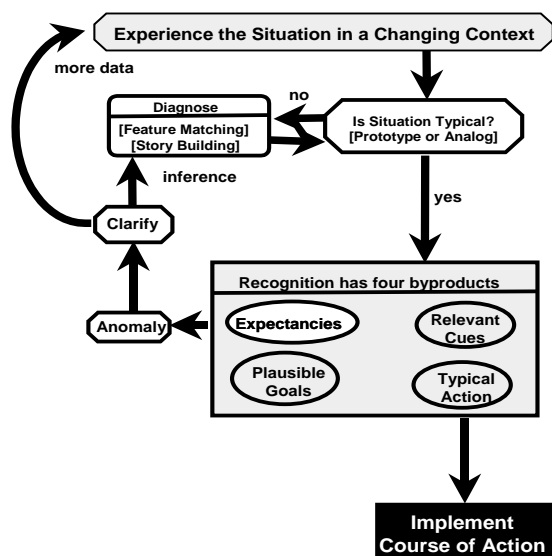 Experience the Situation in a Changing Context
more data
no
Diagnose
[Feature Matching]
[Story Building]
Is Situation Typical?
[Prototype or Analog]
inference
yes
Clarify
Recognition has four byproducts
Anomaly
Expectancies
Relevant
Cues
Plausible
Goals
Typical
Action
Implement
Course of Action